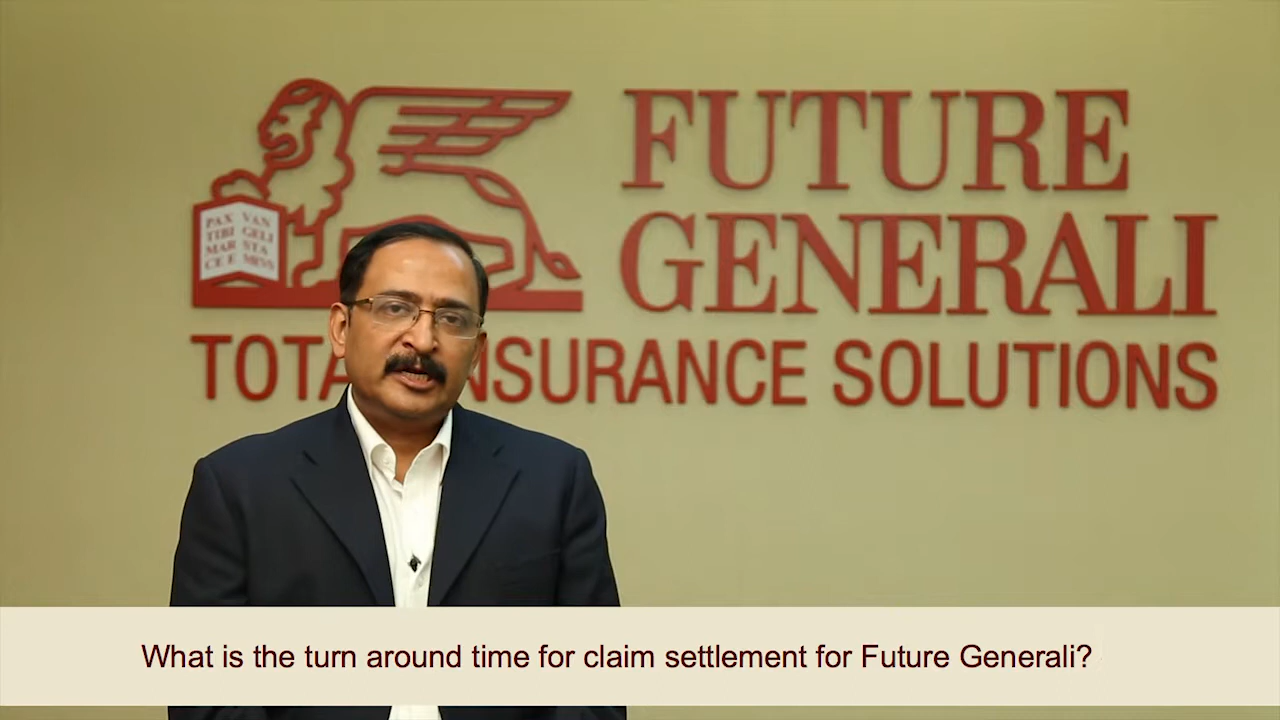 FUTURE
GENERALI
PAX VAN
TIBI GELI
MAR STA
CE E MEVS
TOTA NSURANCE SOLUTIONS
What is the turn around time for claim settlement for Future Generali?